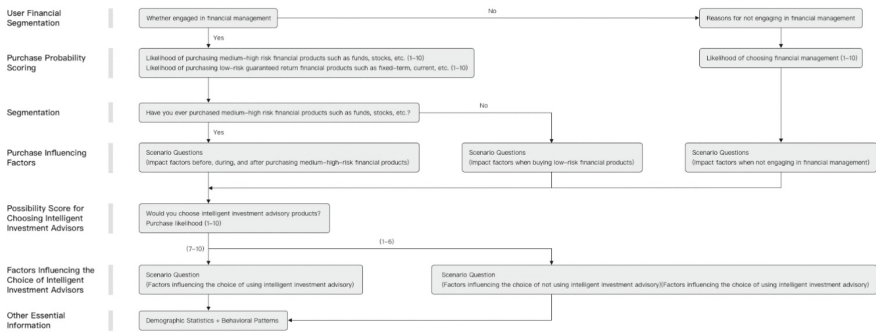 User Financial
Segmentation
Whether engaged in financial management
No
Reasons for not engaging in financial management
Yes
Purchase Probability
Scoring
Likelihood of purchasing medium-high risk financial products such as funds, stocks, etc. (1-10)
Likelihood of purchasing low-risk guaranteed return financial products such as fixed-term, current, etc. (1-10)
Likelihood of choosing financial management (1-10)
Segmentation
Have you ever purchased medium-high risk financial products such as funds, stocks, etc.?
No
Yes
Purchase Influencing
Factors
Scenario Questions
(Impact factors before, during, and after purchasing medium-high-risk financial products)
Scenario Questions
(Impact factors when buying low-risk financial products)
Scenario Questions
(Impact factors when not engaging in financial management)
Possibility Score for
Choosing Intelligent
Investment Advisors
Would you choose intelligent investment advisory products?
Purchase likelihood (1-10)
(7-10)
(1-6)
Factors Influencing the
Choice of Intelligent
Investment Advisors
Scenario Question
(Factors influencing the choice of using intelligent investment advisory)
Scenario Question
(Factors influencing the choice of not using intelligent investment advisory)(Factors influencing the choice of using intelligent investment advisory)
Other Essential
Information
Demographic Statistics + Behavioral Patterns